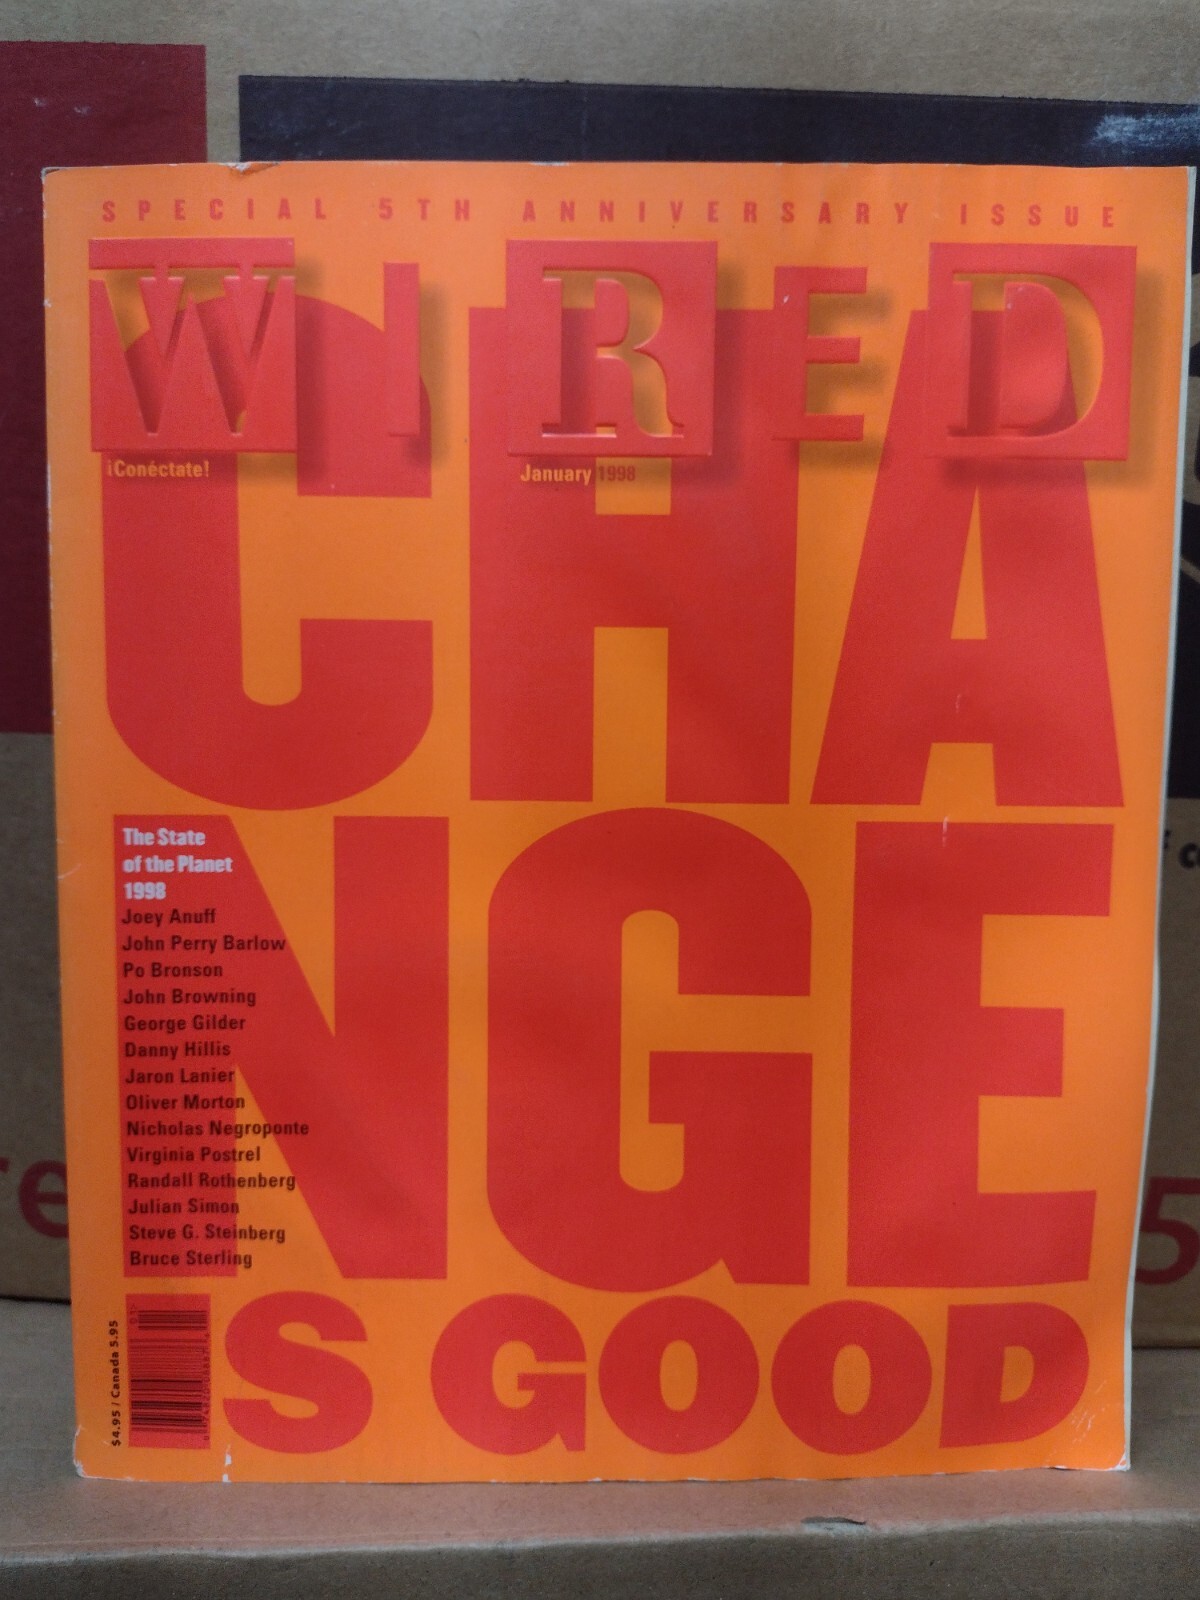 SPECIAL 5TH ANNIVERSARY ISSUE
WIRED
¡Conéctate!
January 1998
CHA
NGE
IS GOOD
The State
of the Planet
1998
Joey Anuff
John Perry Barlow
Po Bronson
John Browning
George Gilder
Danny Hillis
Jaron Lanier
Oliver Morton
Nicholas Negroponte
Virginia Postrel
Randall Rothenberg
Julian Simon
Steve G. Steinberg
Bruce Sterling
$4.95 / Canada 5.95